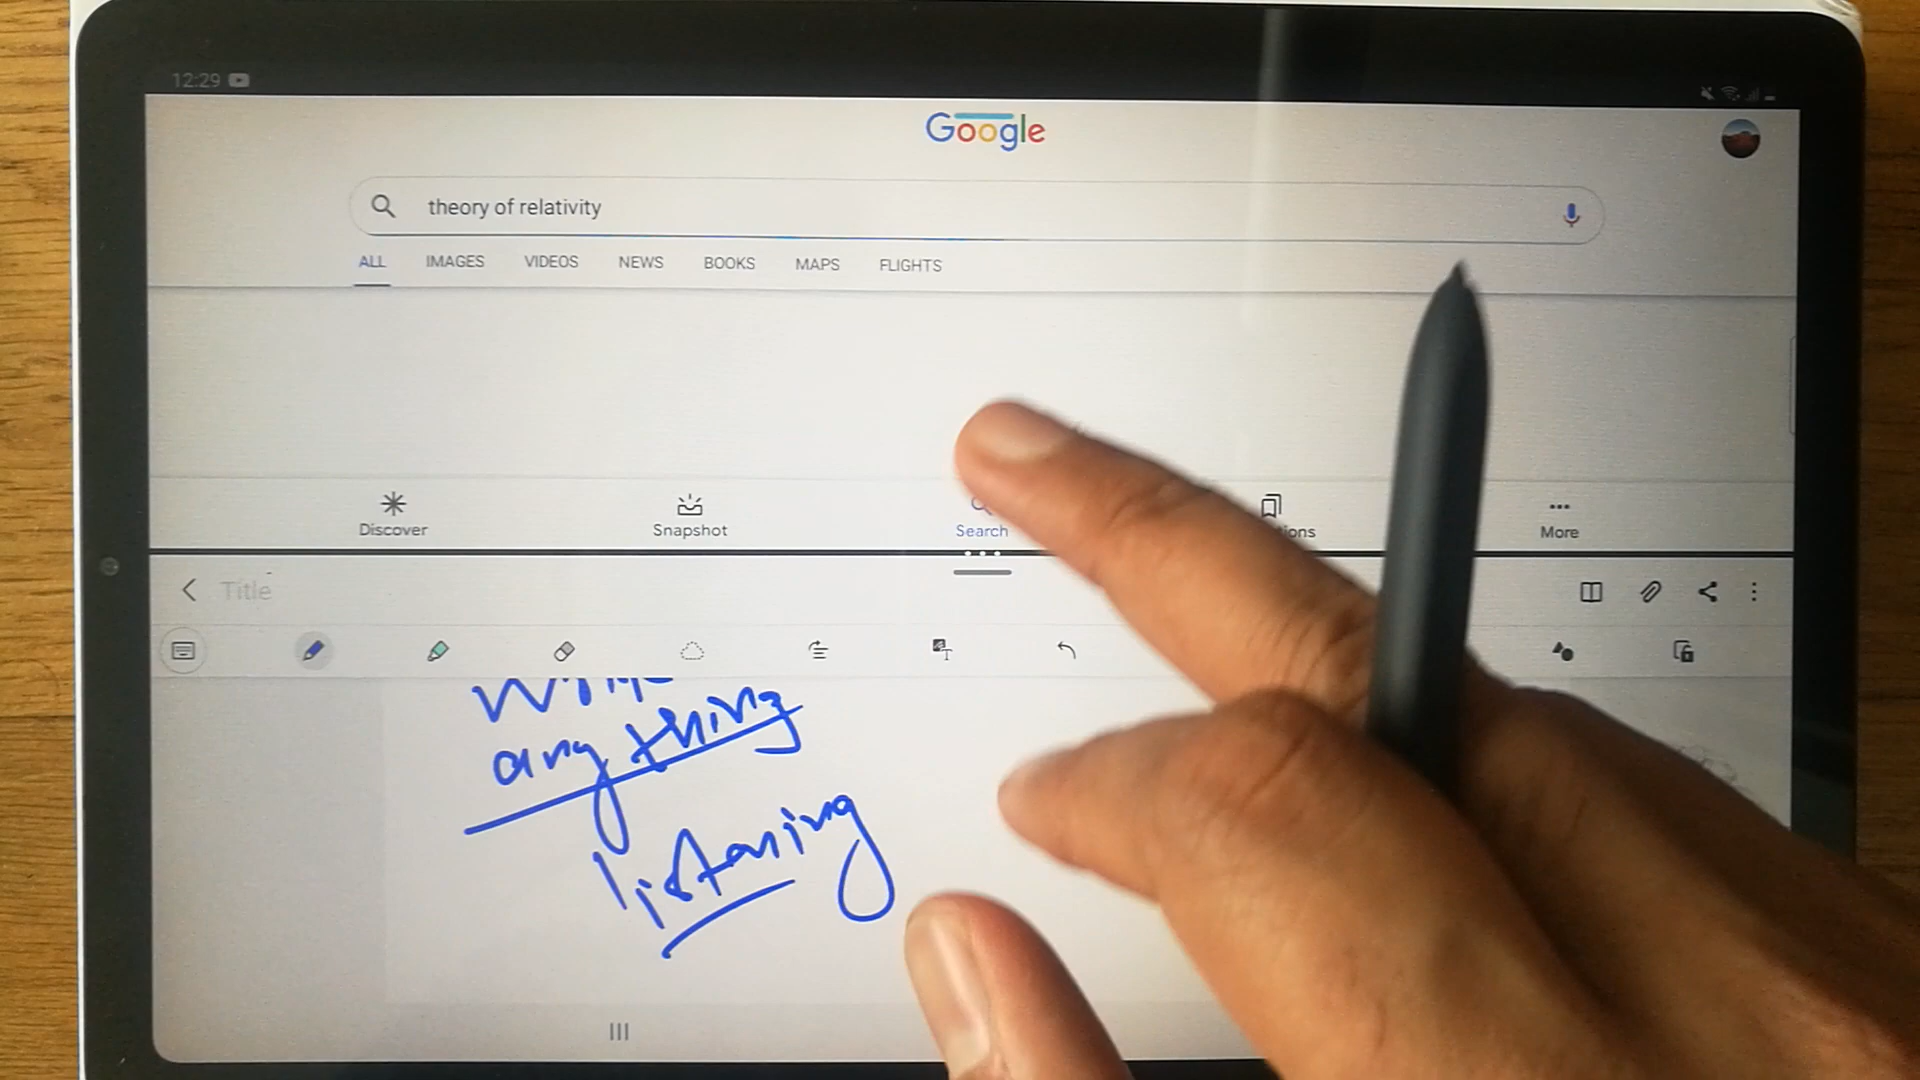 12:29
Google
theory of relativity
ALL IMAGES VIDEOS NEWS BOOKS MAPS FLIGHTS
Discover Snapshot Search tions More
Title
any thing
listening